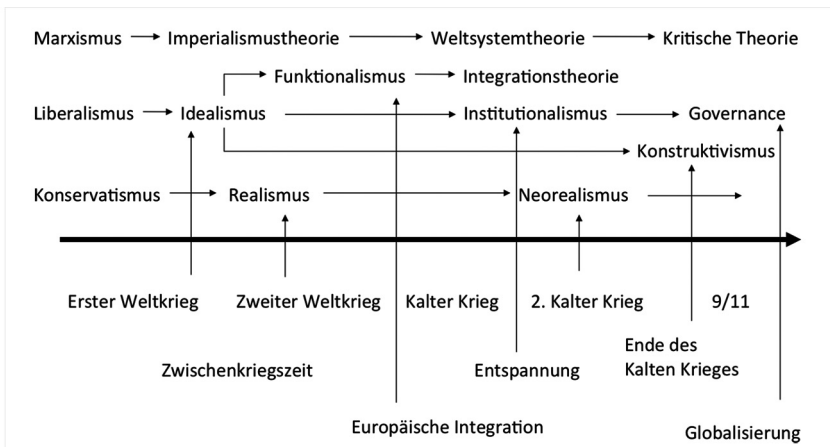 Marxismus Imperialismustheorie Weltsystemtheorie Kritische Theorie
Funktionalismus Integrationstheorie
Liberalismus Idealismus Institutionalismus Governance
Konstruktivismus
Konservatismus Realismus Neorealismus
Erster Weltkrieg Zweiter Weltkrieg Kalter Krieg 2. Kalter Krieg 9/11
Ende des
Zwischenkriegszeit Entspannung Kalten Krieges
Europäische Integration
Globalisierung